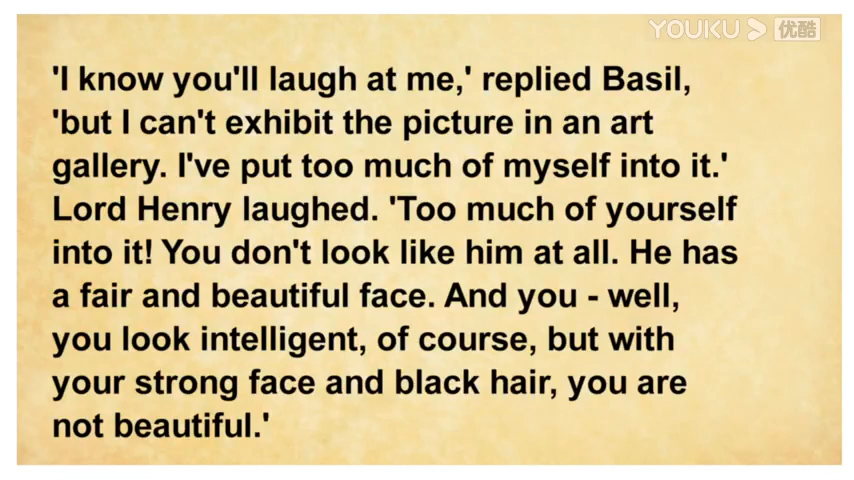 YOUKU 优酷
'I know you'll laugh at me,' replied Basil,
'but I can't exhibit the picture in an art
gallery. I've put too much of myself into it.'
Lord Henry laughed. 'Too much of yourself
into it! You don't look like him at all. He has
a fair and beautiful face. And you - well,
you look intelligent, of course, but with
your strong face and black hair, you are
not beautiful.'